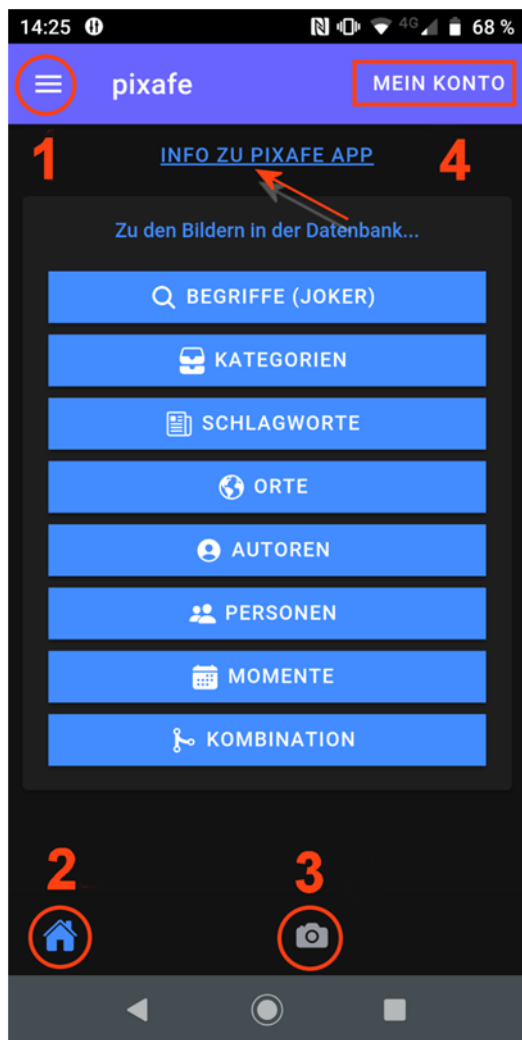 14:25 4G 68 %
pixafe MEIN KONTO
1 INFO ZU PIXAFE APP 4
Zu den Bildern in der Datenbank...
BEGRIFFE (JOKER)
KATEGORIEN
SCHLAGWORTE
ORTE
AUTOREN
PERSONEN
MOMENTE
KOMBINATION
2 3